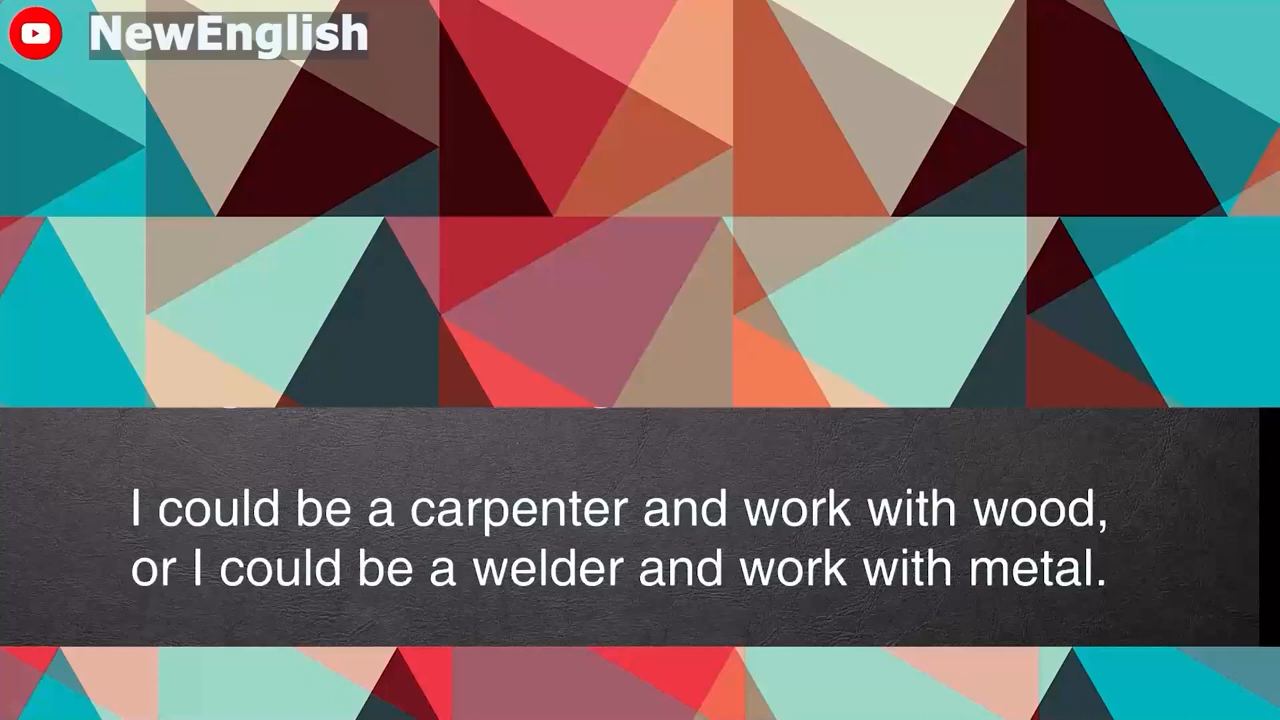 NewEnglish
I could be a carpenter and work with wood,
or I could be a welder and work with metal.